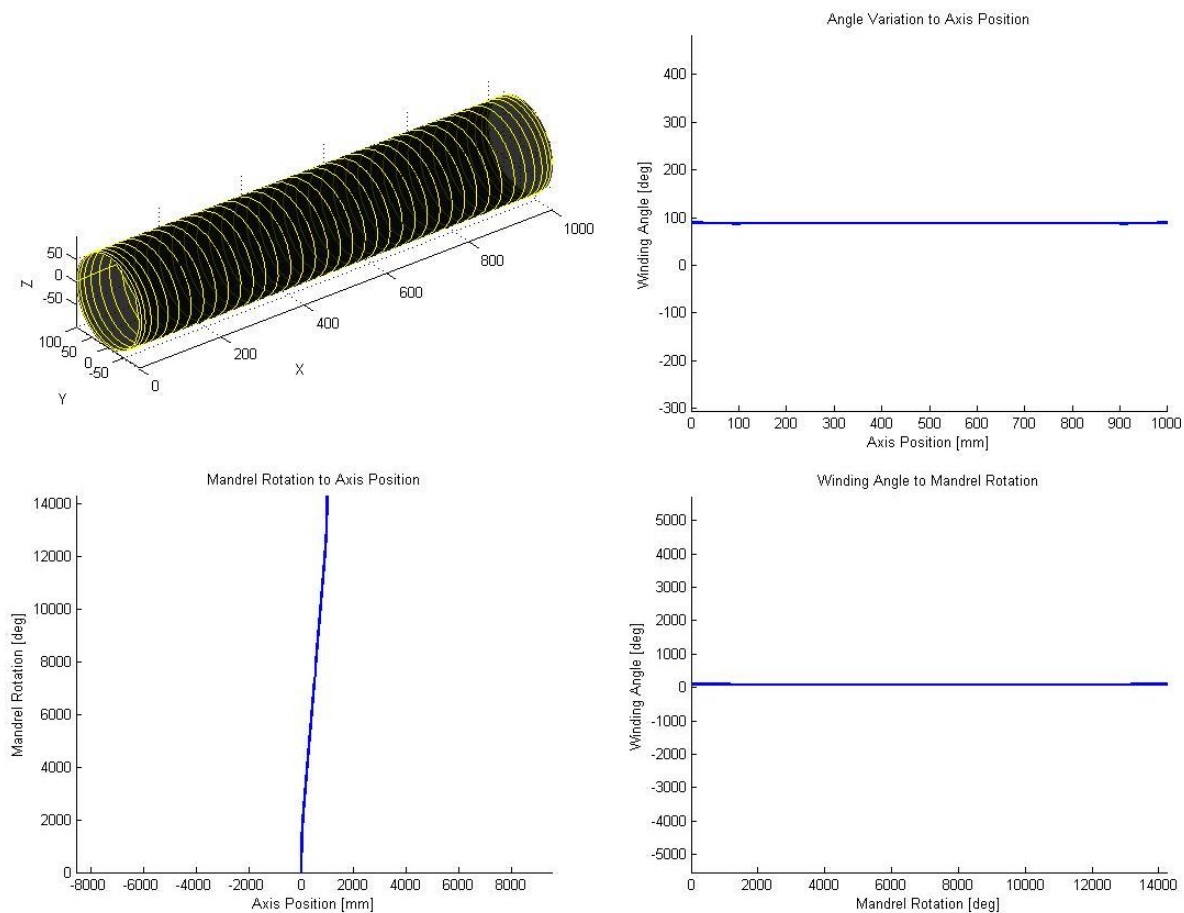 50
0
-50
Z
100
50
0
-50
Y
0
200
400
600
800
1000
X
Angle Variation to Axis Position
400
300
200
100
0
-100
-200
-300
Winding Angle [deg]
0 100 200 300 400 500 600 700 800 900 1000
Axis Position [mm]
Mandrel Rotation to Axis Position
14000
12000
10000
8000
6000
4000
2000
0
Mandrel Rotation [deg]
-8000 -6000 -4000 -2000 0 2000 4000 6000 8000
Axis Position [mm]
Winding Angle to Mandrel Rotation
5000
4000
3000
2000
1000
0
-1000
-2000
-3000
-4000
-5000
Winding Angle [deg]
0 2000 4000 6000 8000 10000 12000 14000
Mandrel Rotation [deg]